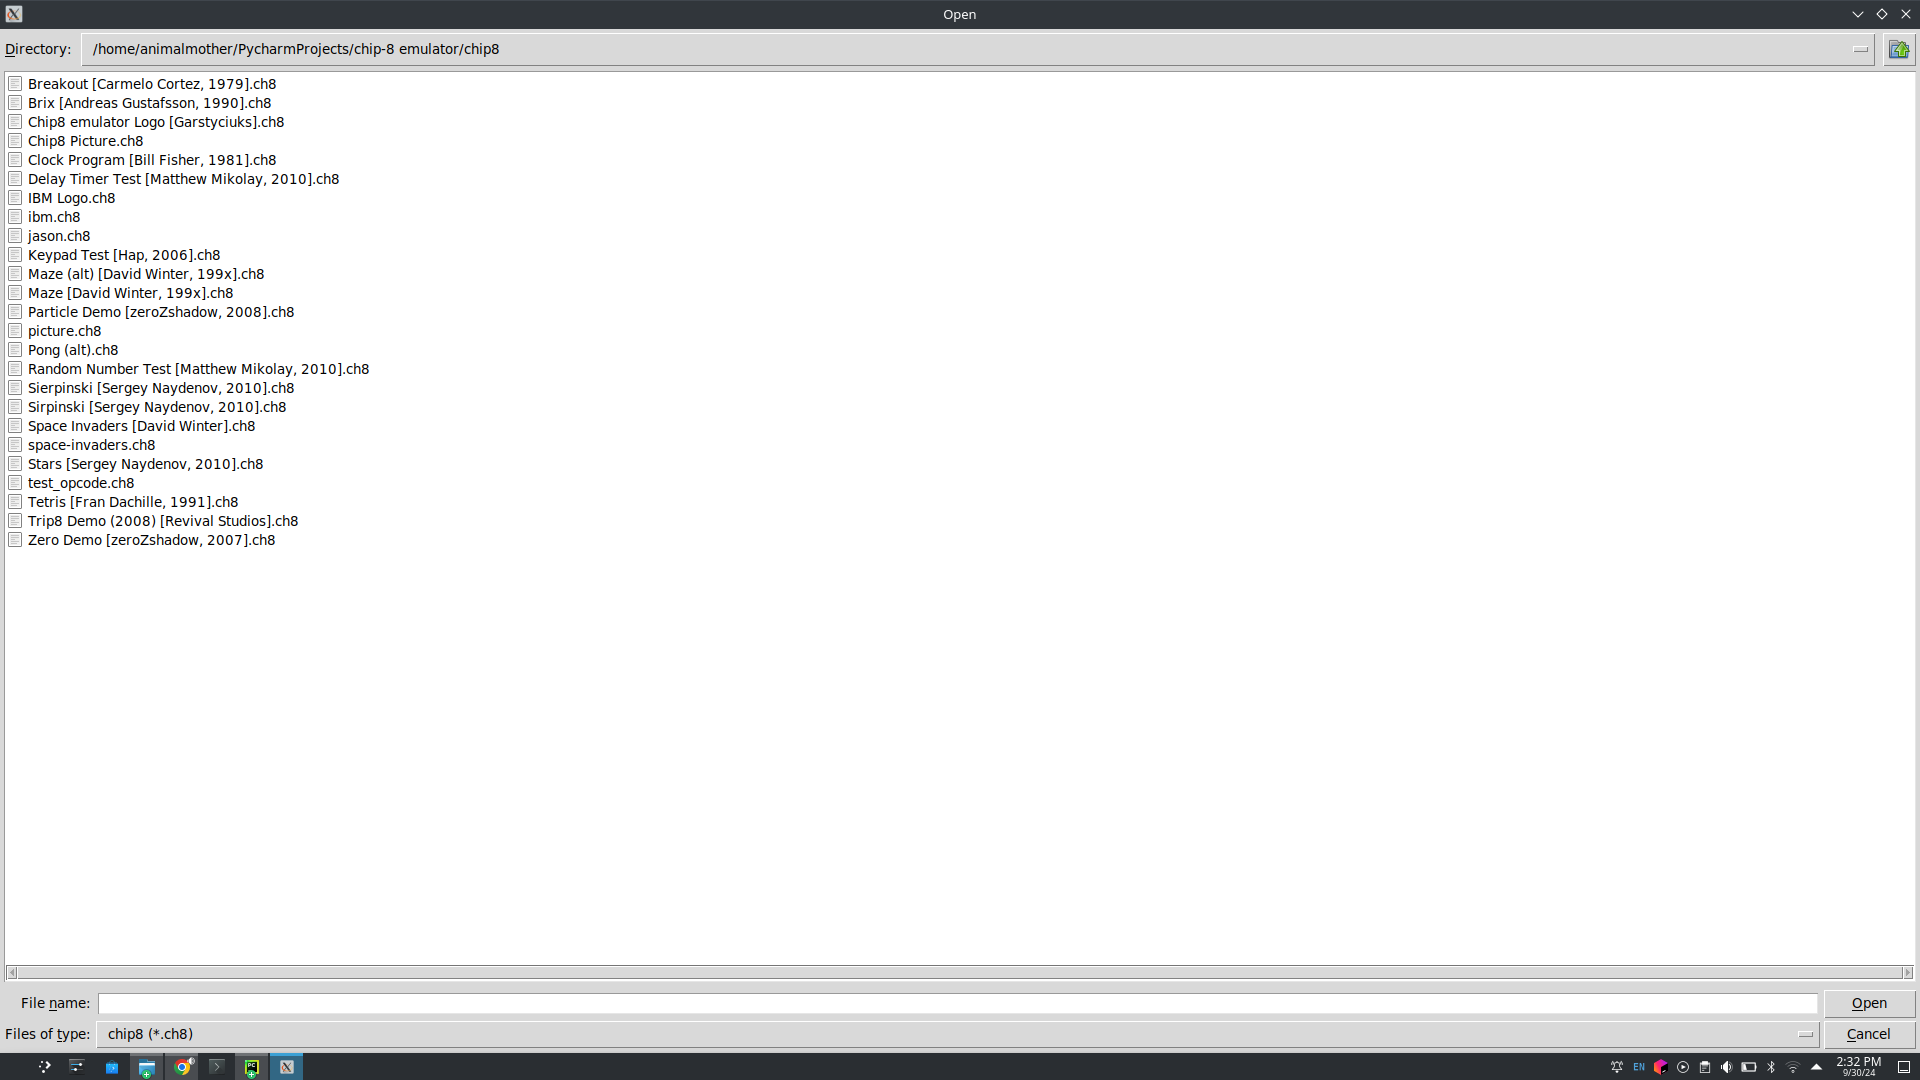 Open
Directory: /home/animalmother/PycharmProjects/chip-8 emulator/chip8
Breakout [Carmelo Cortez, 1979].ch8
Brix [Andreas Gustafsson, 1990].ch8
Chip8 emulator Logo [Garstyciuks].ch8
Chip8 Picture.ch8
Clock Program [Bill Fisher, 1981].ch8
Delay Timer Test [Matthew Mikolay, 2010].ch8
IBM Logo.ch8
ibm.ch8
jason.ch8
Keypad Test [Hap, 2006].ch8
Maze (alt) [David Winter, 199x].ch8
Maze [David Winter, 199x].ch8
Particle Demo [zeroZshadow, 2008].ch8
picture.ch8
Pong (alt).ch8
Random Number Test [Matthew Mikolay, 2010].ch8
Sierpinski [Sergey Naydenov, 2010].ch8
Sirpinski [Sergey Naydenov, 2010].ch8
Space Invaders [David Winter].ch8
space-invaders.ch8
Stars [Sergey Naydenov, 2010].ch8
test_opcode.ch8
Tetris [Fran Dachille, 1991].ch8
Trip8 Demo (2008) [Revival Studios].ch8
Zero Demo [zeroZshadow, 2007].ch8
File name: Open
Files of type: chip8 (*.ch8) Cancel
PC EN 2:32 PM
9/30/24